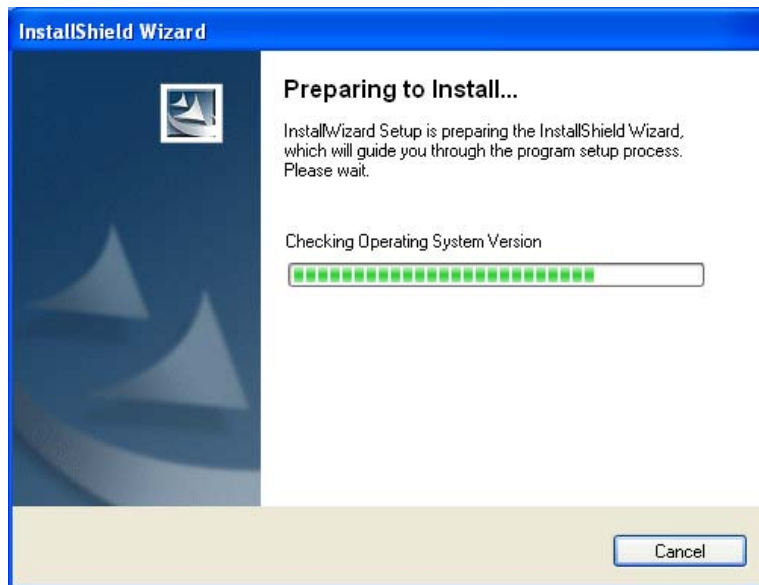 InstallShield Wizard
Preparing to Install...
InstallWizard Setup is preparing the InstallShield Wizard,
which will guide you through the program setup process.
Please wait.
Checking Operating System Version
Cancel